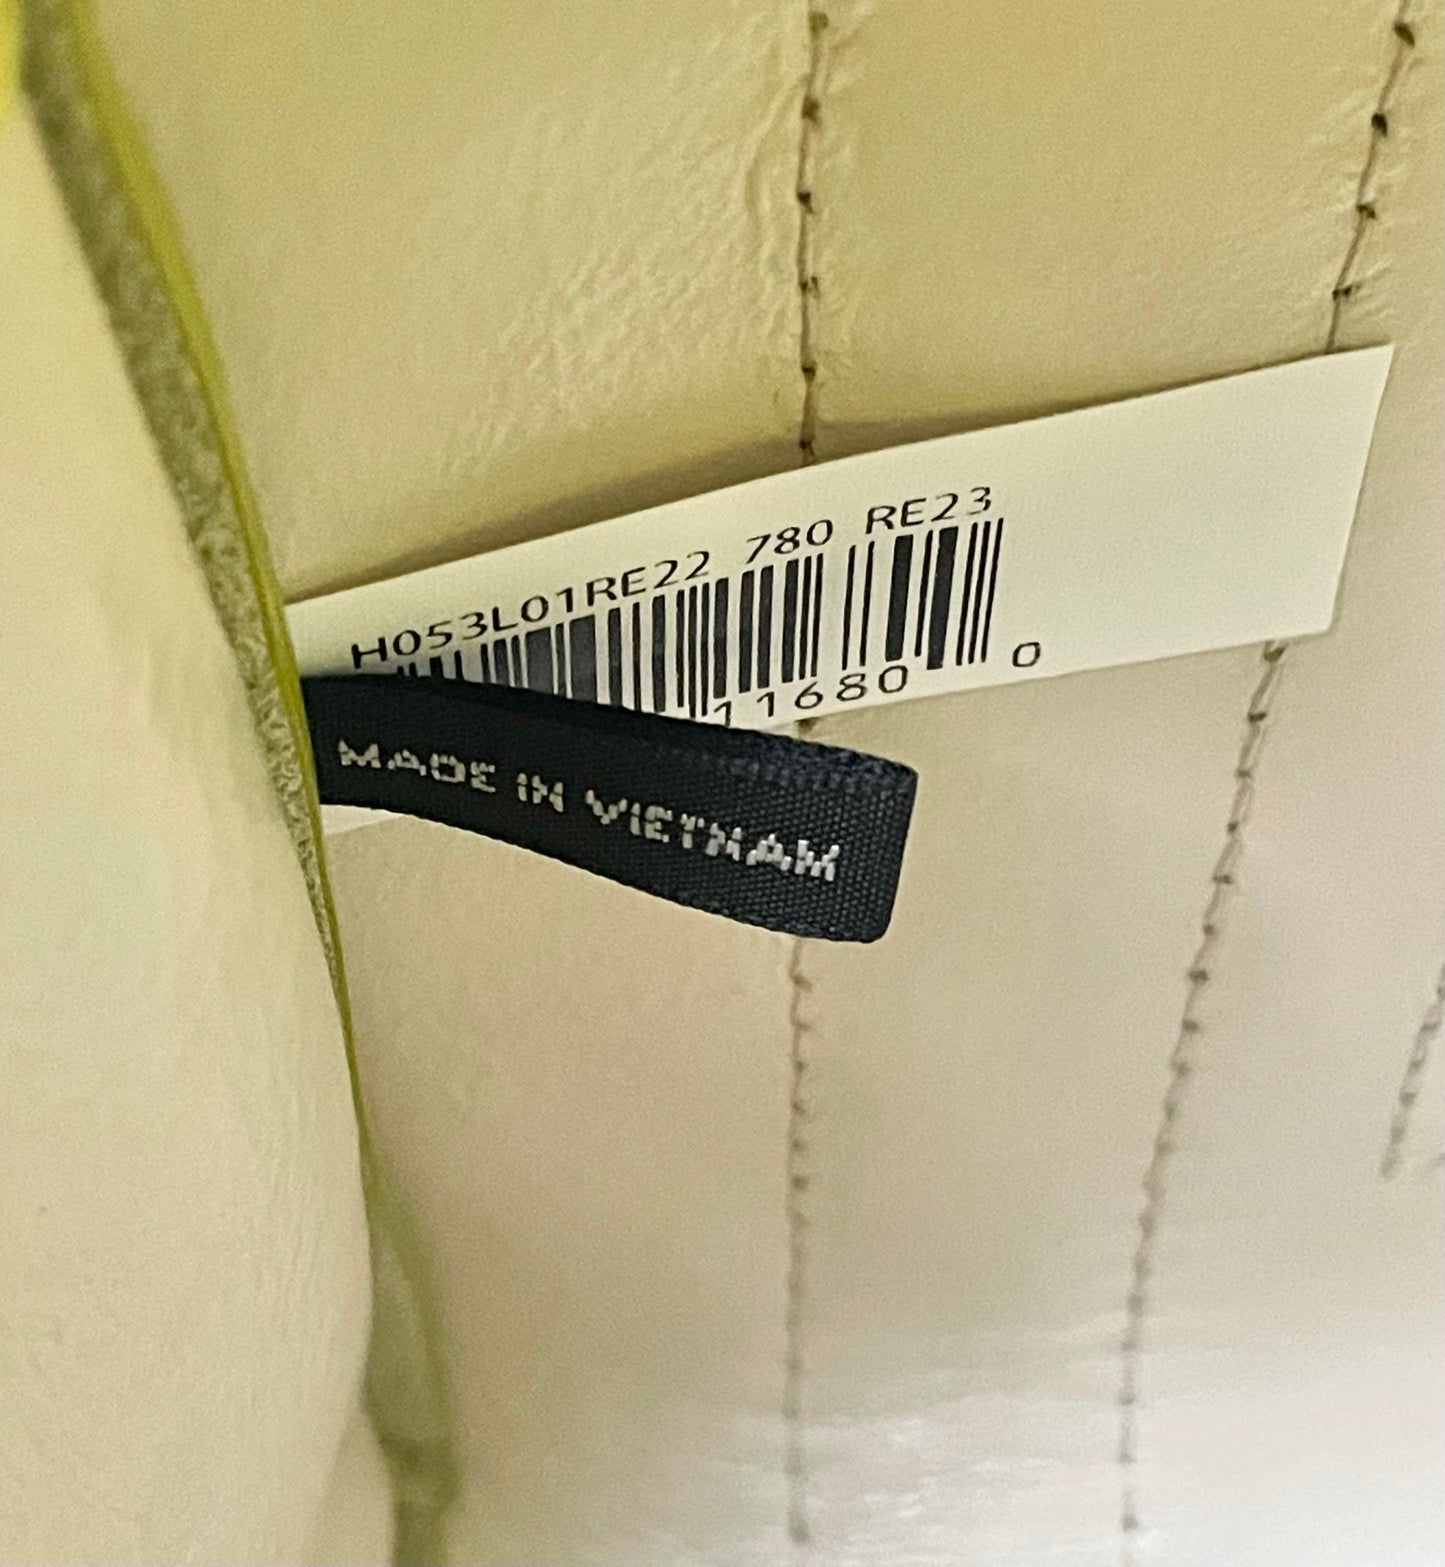 H053L01RE22 780 RE23
11680 0
MADE IN VIETNAM